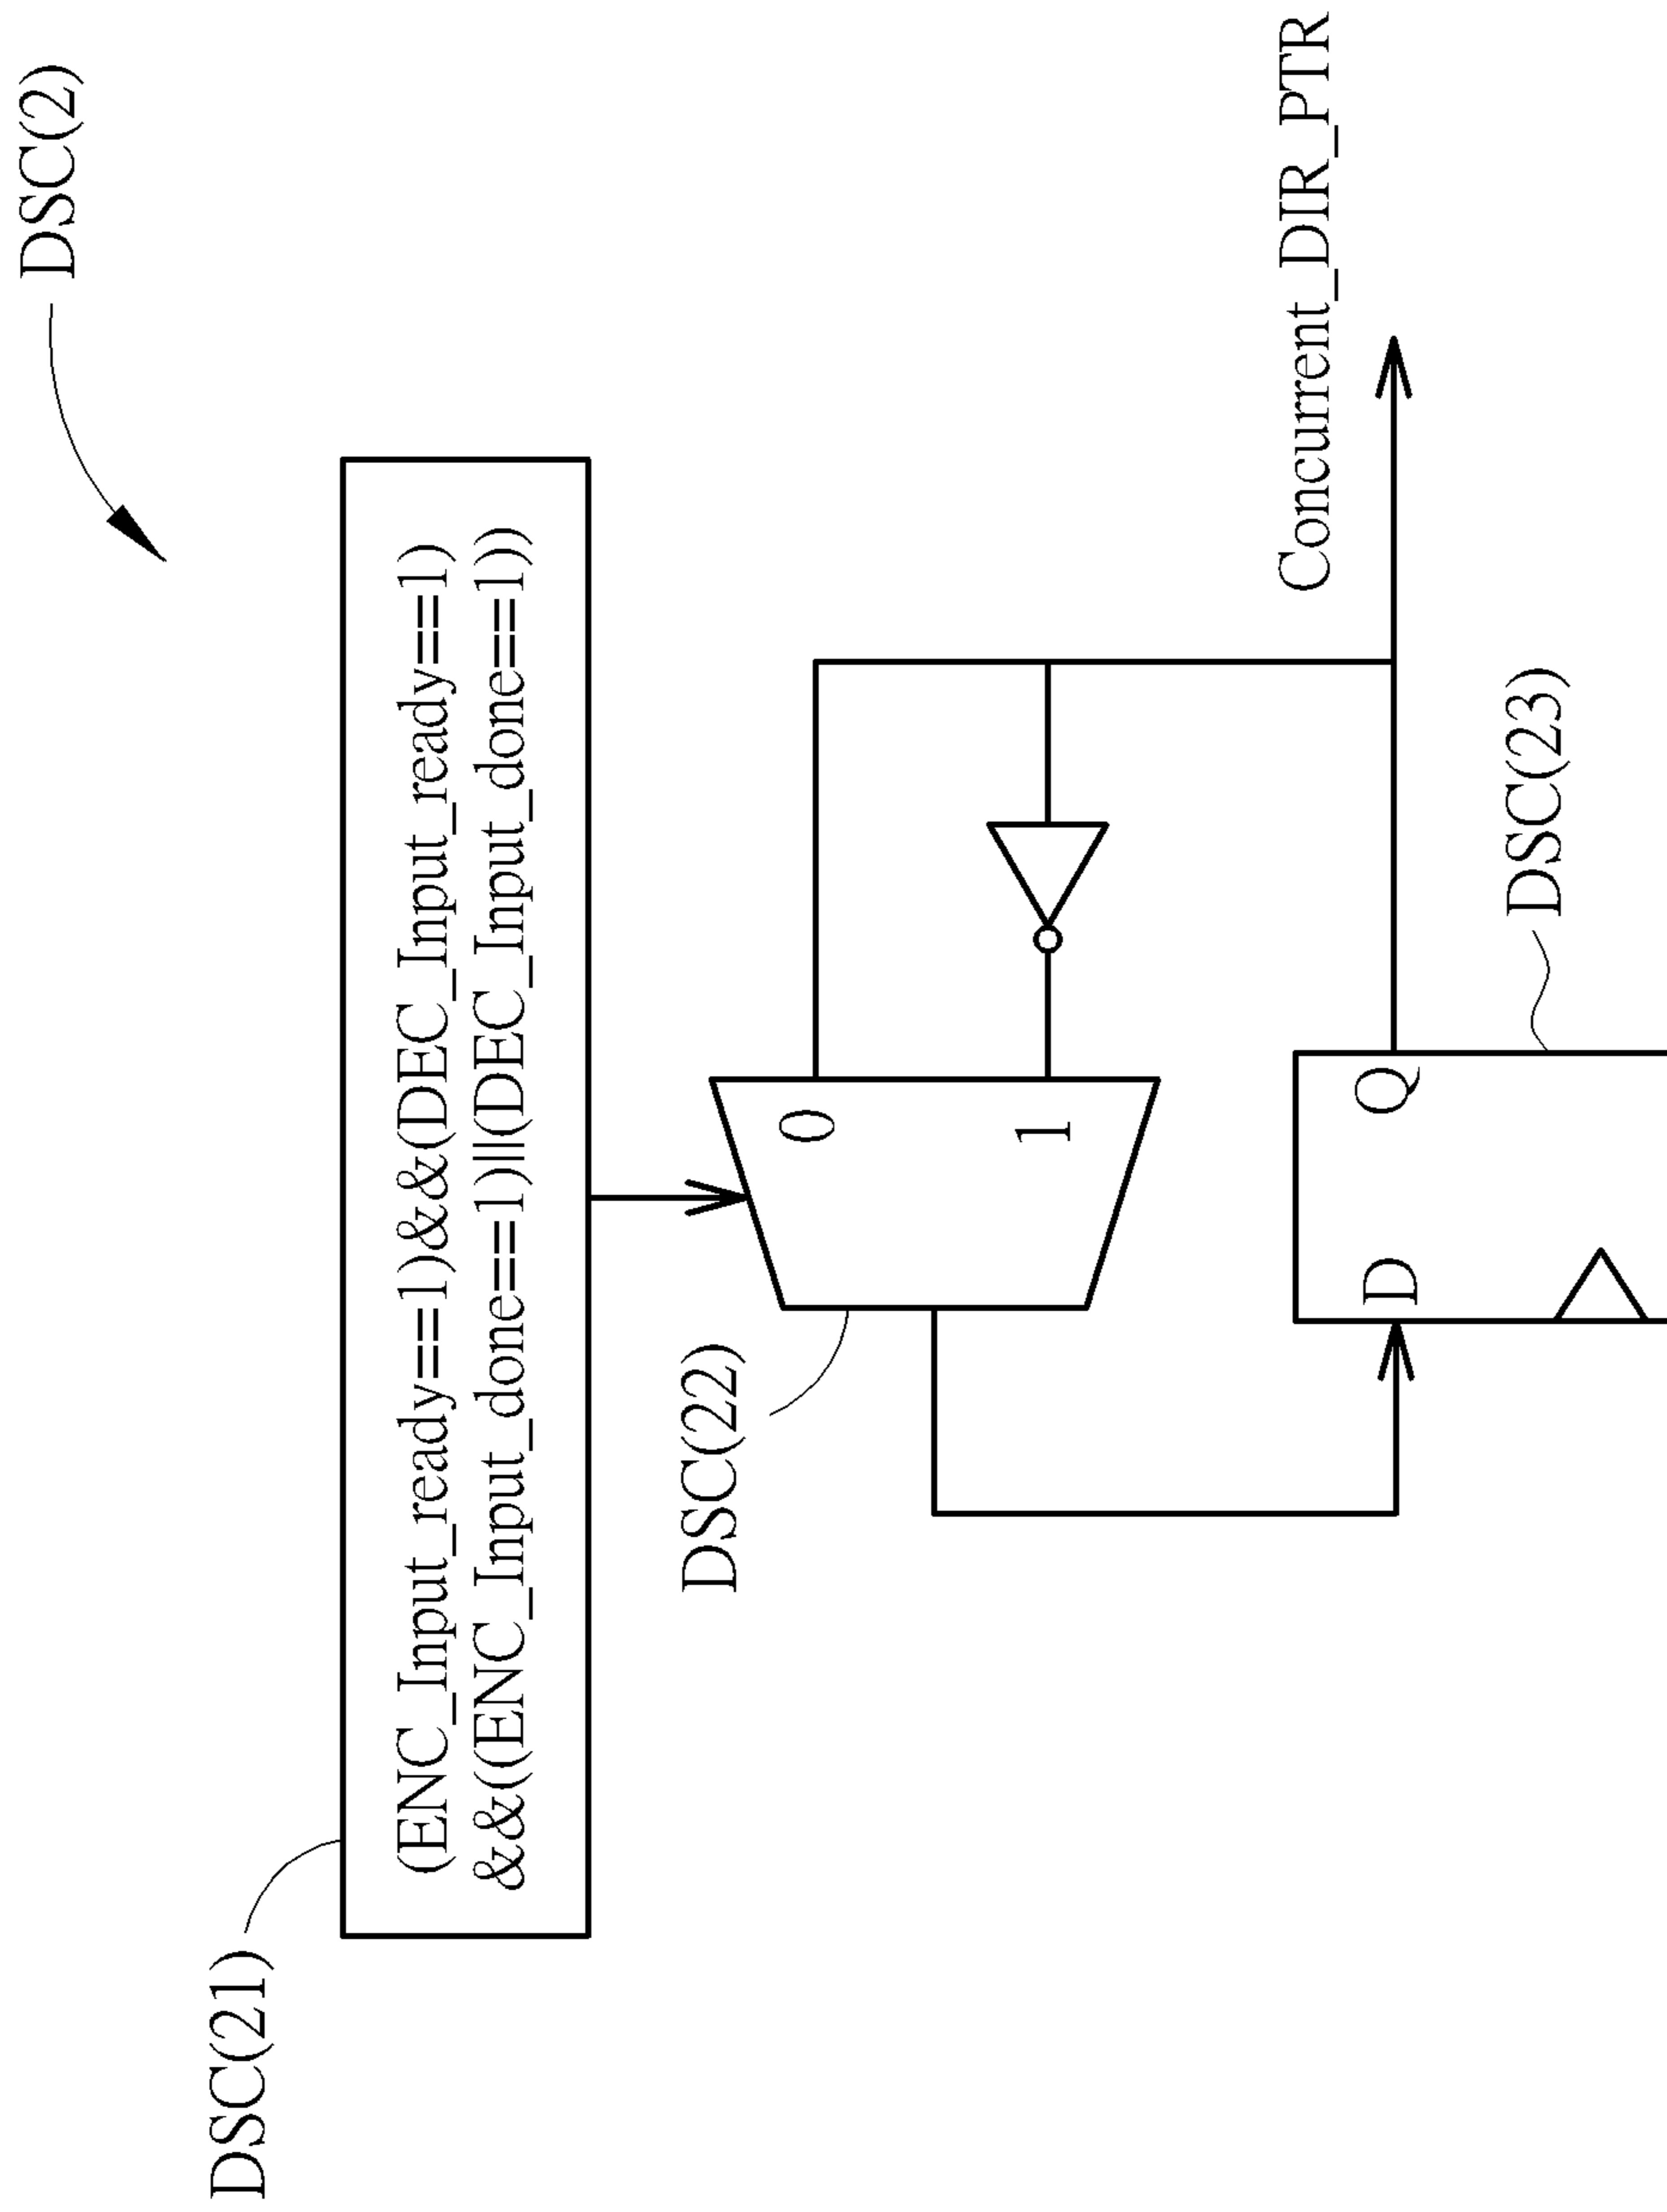 DSC(2)
DSC(21)
(ENC_Input_ready==1)&&(DEC_Input_ready==1)
&&((ENC_Input_done==1)||(DEC_Input_done==1))
DSC(22)
0
1
Concurrent_DIR_PTR
D
Q
DSC(23)